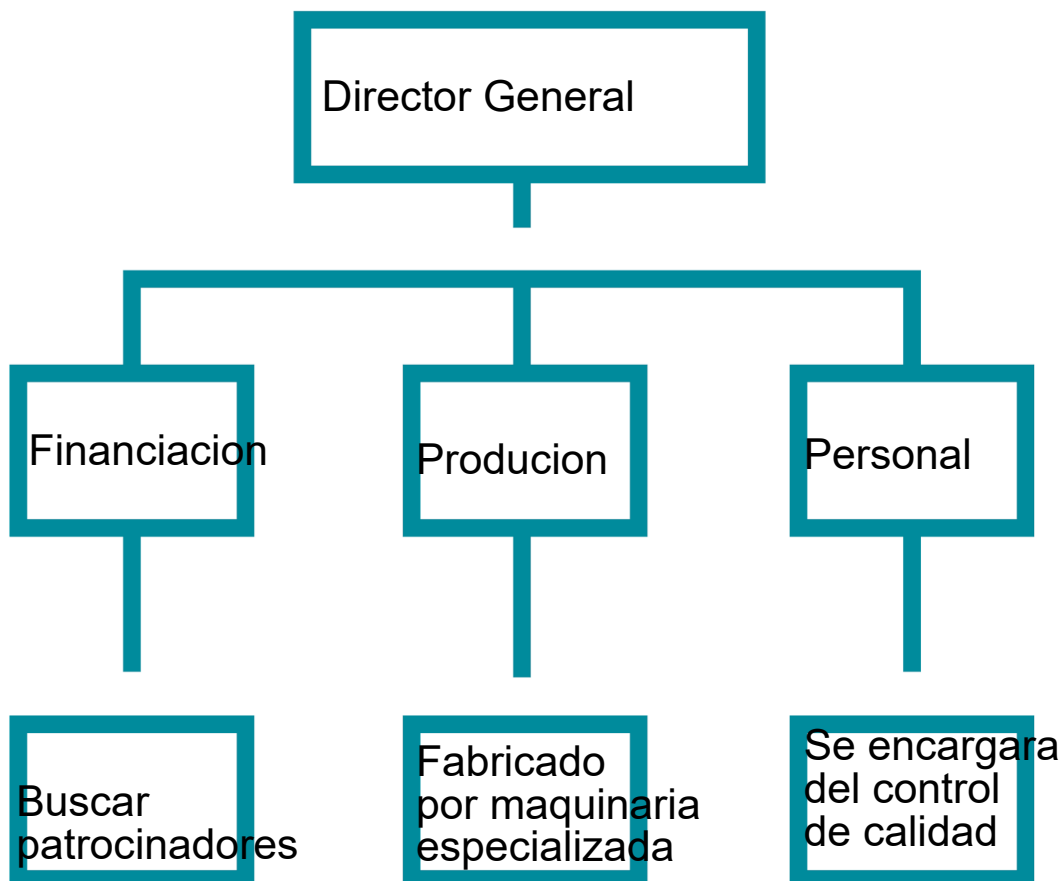 Director General
Financiacion
Producion
Personal
Buscar
patrocinadores
Fabricado
por maquinaria
especializada
Se encargara
del control
de calidad